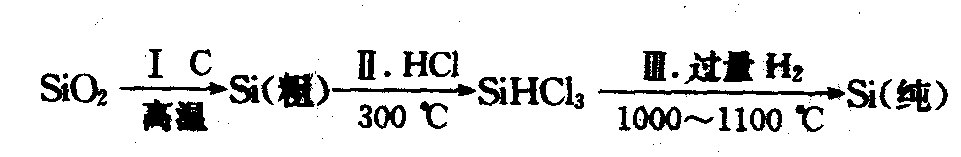 Ⅰ C Ⅱ.HCl Ⅲ.过量 H₂
SiO₂ Si(粗) SiHCl₃ Si(纯)
高温 300 ℃ 1000～1100 ℃